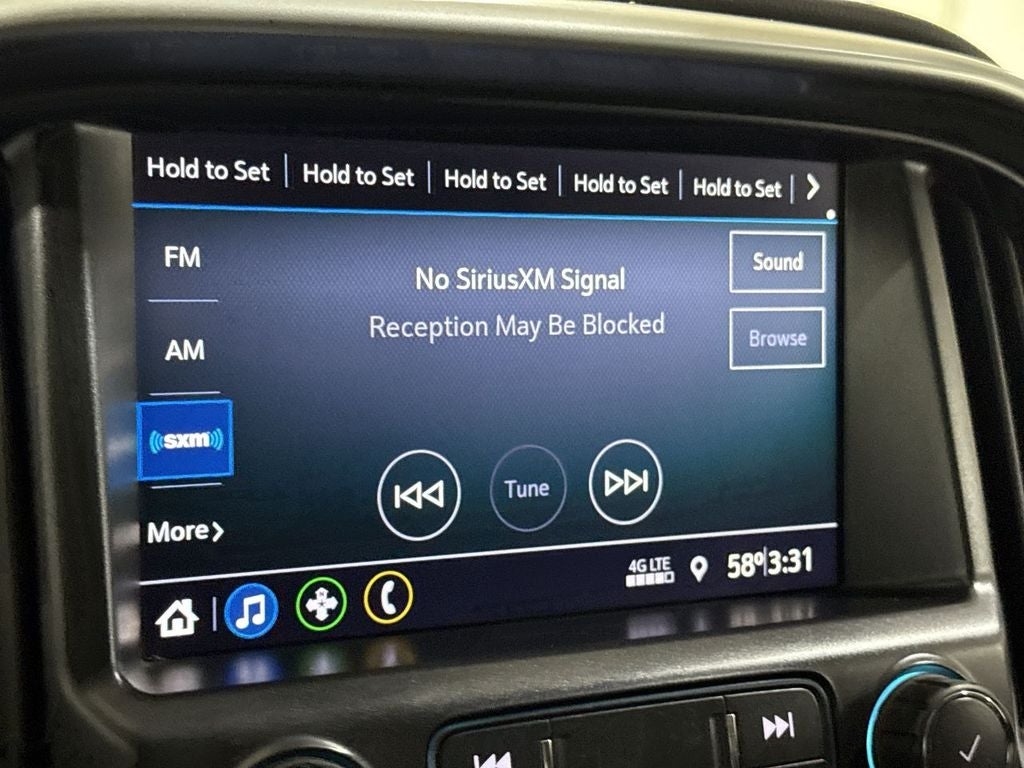 Hold to Set
Hold to Set
Hold to Set
Hold to Set
Hold to Set
FM
No SiriusXM Signal
Sound
Reception May Be Blocked
Browse
AM
((sxm))
Tune
More
4G LTE
58° 3:31